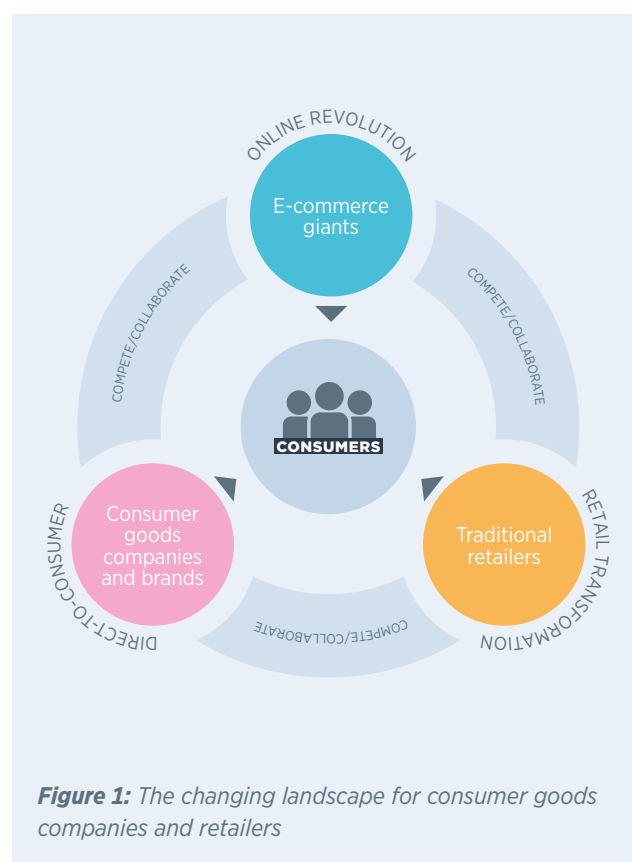 ONLINE REVOLUTION
E-commerce
giants
COMPETE/COLLABORATE
COMPETE/COLLABORATE
CONSUMERS
Consumer
goods
companies
and brands
DIRECT-TO-CONSUMER
Traditional
retailers
RETAIL TRANSFORMATION
COMPETE/COLLABORATE
Figure 1: The changing landscape for consumer goods
companies and retailers